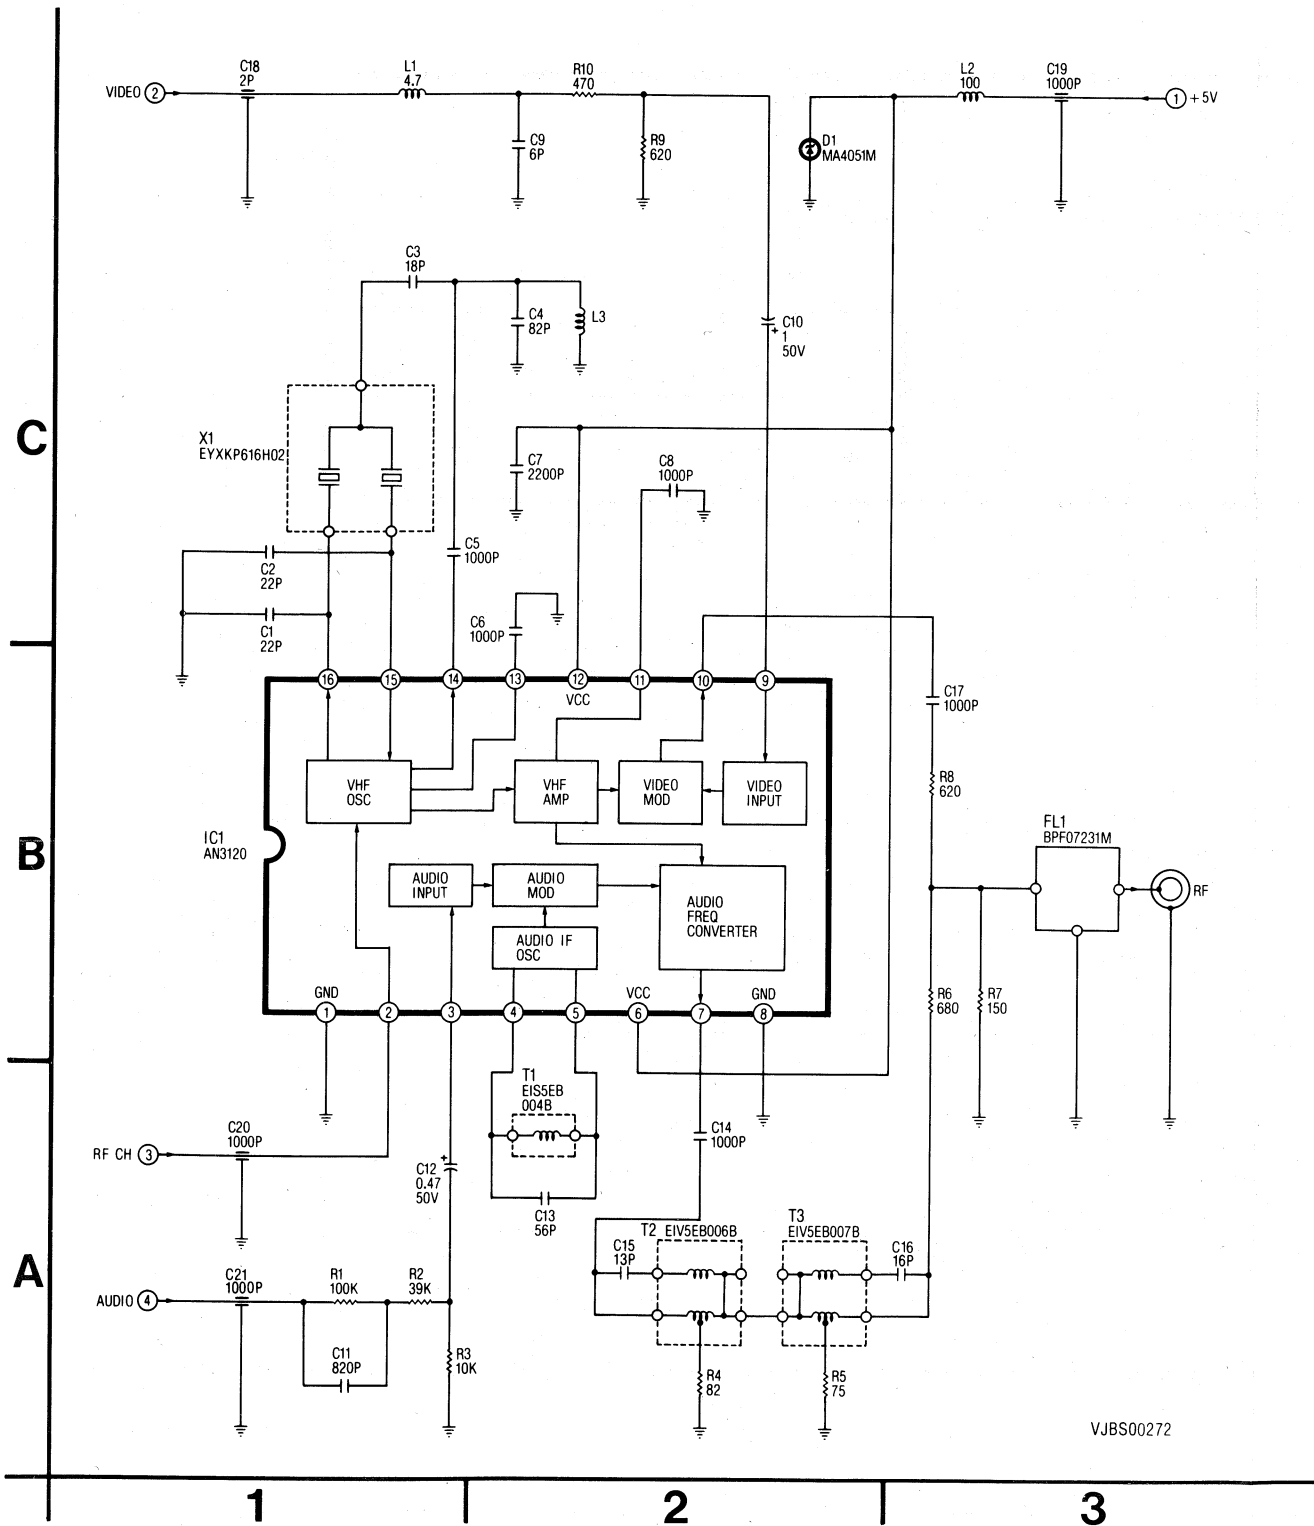 C18
2P
L1
4.7
R10
470
L2
100
C19
1000P
VIDEO 2
1 +5V
C9
6P
R9
620
D1
MA4051M
C3
18P
C4
82P
L3
C10
+ 1
50V
C
X1
EYXKP616H02
C7
2200P
C8
1000P
C5
1000P
C2
22P
C1
22P
C6
1000P
16
15
14
13
12
11
10
9
VCC
C17
1000P
VHF
OSC
VHF
AMP
VIDEO
MOD
VIDEO
INPUT
R8
620
B
IC1
AN3120
FL1
BPF07231M
AUDIO
INPUT
AUDIO
MOD
AUDIO
FREQ
CONVERTER
RF
AUDIO IF
OSC
GND
VCC
GND
1
2
3
4
5
6
7
8
R6
680
R7
150
T1
EIS5EB
004B
C20
1000P
C14
1000P
RF CH 3
+
C12
0.47
50V
C13
56P
T2 EIV5EB006B
T3
EIV5EB007B
C15
13P
C16
16P
A
C21
1000P
R1
100K
R2
39K
AUDIO 4
C11
820P
R3
10K
R4
82
R5
75
VJBS00272
1
2
3